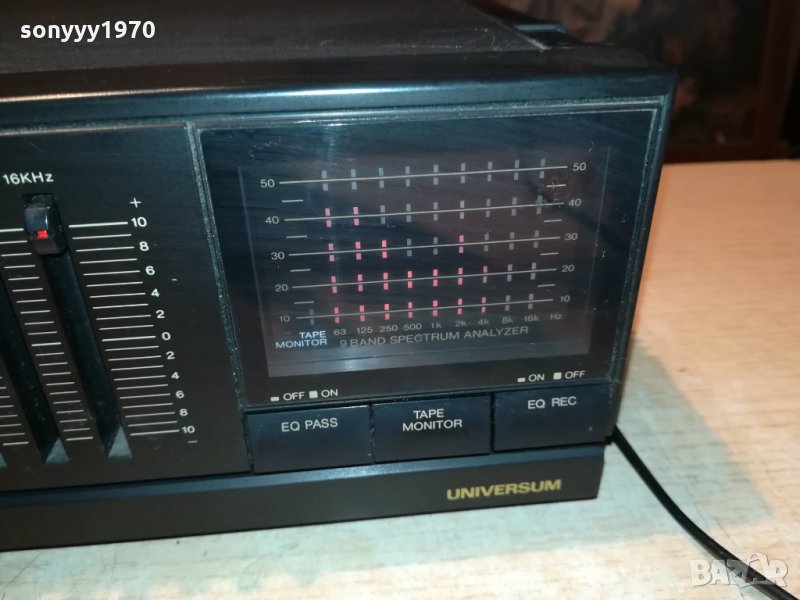 sonyyy1970
16KHz
+
10
8
6
4
2
0
2
4
6
8
10
−
50 50
40 40
30 30
20 20
10 10
TAPE MONITOR
63 125 250 500 1k 2k 4k 8k 16k Hz
9 BAND SPECTRUM ANALYZER
OFF ON
ON OFF
EQ PASS
TAPE MONITOR
EQ REC
UNIVERSUM
BAZAR